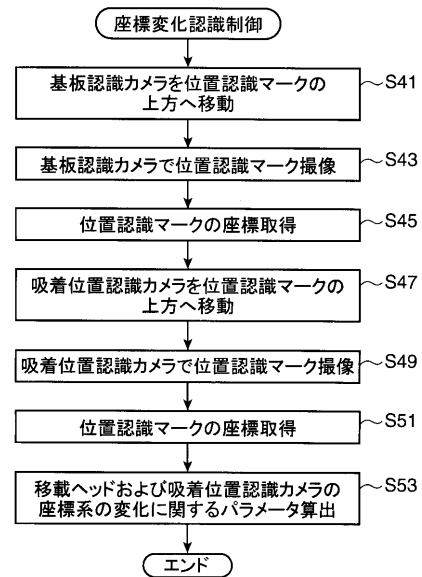 座標変化認識制御
基板認識カメラを位置認識マークの
上方へ移動
S41
基板認識カメラで位置認識マーク撮像
S43
位置認識マークの座標取得
S45
吸着位置認識カメラを位置認識マークの
上方へ移動
S47
吸着位置認識カメラで位置認識マーク撮像
S49
位置認識マークの座標取得
S51
移載ヘッドおよび吸着位置認識カメラの
座標系の変化に関するパラメータ算出
S53
エンド